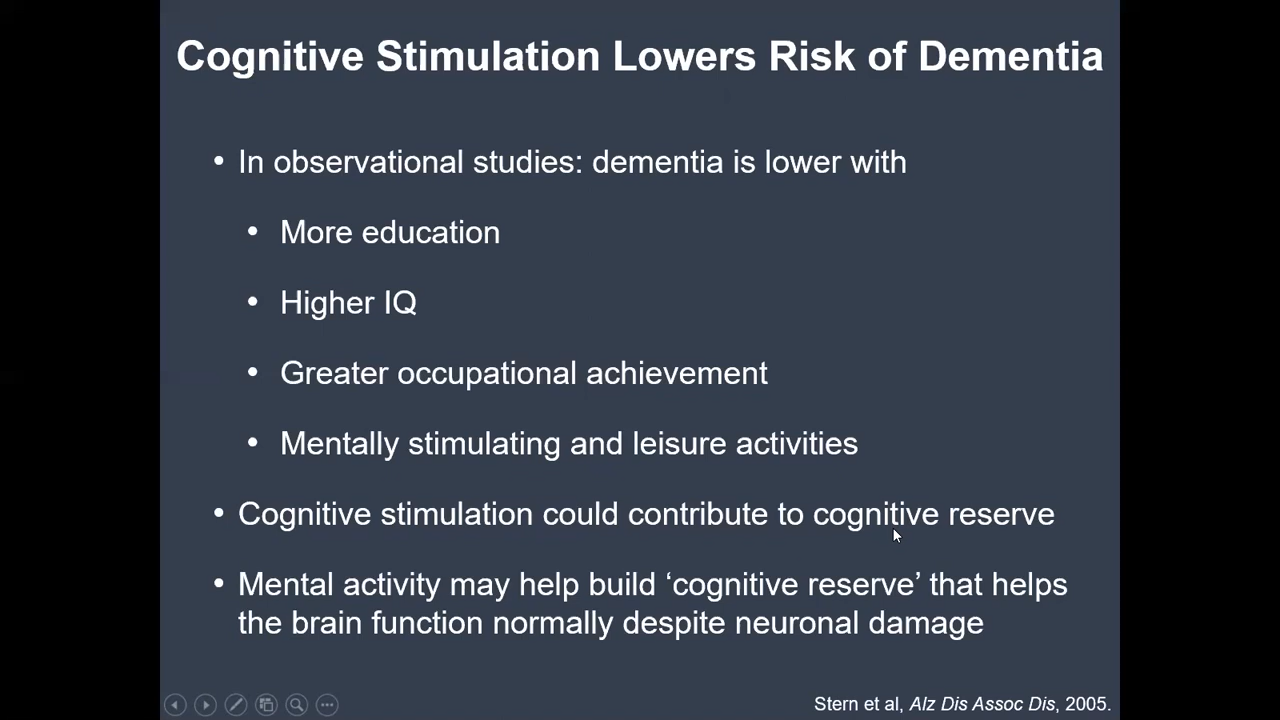 Cognitive Stimulation Lowers Risk of Dementia
• In observational studies: dementia is lower with
• More education
• Higher IQ
• Greater occupational achievement
• Mentally stimulating and leisure activities
• Cognitive stimulation could contribute to cognitive reserve
• Mental activity may help build ‘cognitive reserve’ that helps
the brain function normally despite neuronal damage
Stern et al, Alz Dis Assoc Dis, 2005.